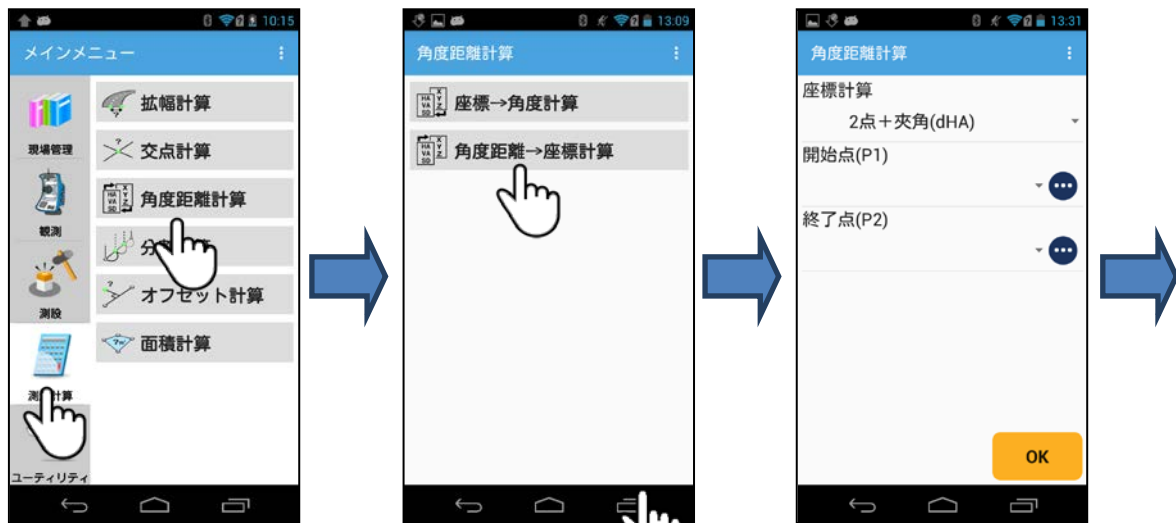 10:15
メインメニュー
現場管理
観測
測設
ユーティリティ
拡幅計算
交点計算
角度距離計算
オフセット計算
面積計算
13:09
角度距離計算
座標→角度計算
角度距離→座標計算
13:31
角度距離計算
座標計算
2点+夾角(dHA)
開始点(P1)
終了点(P2)
OK